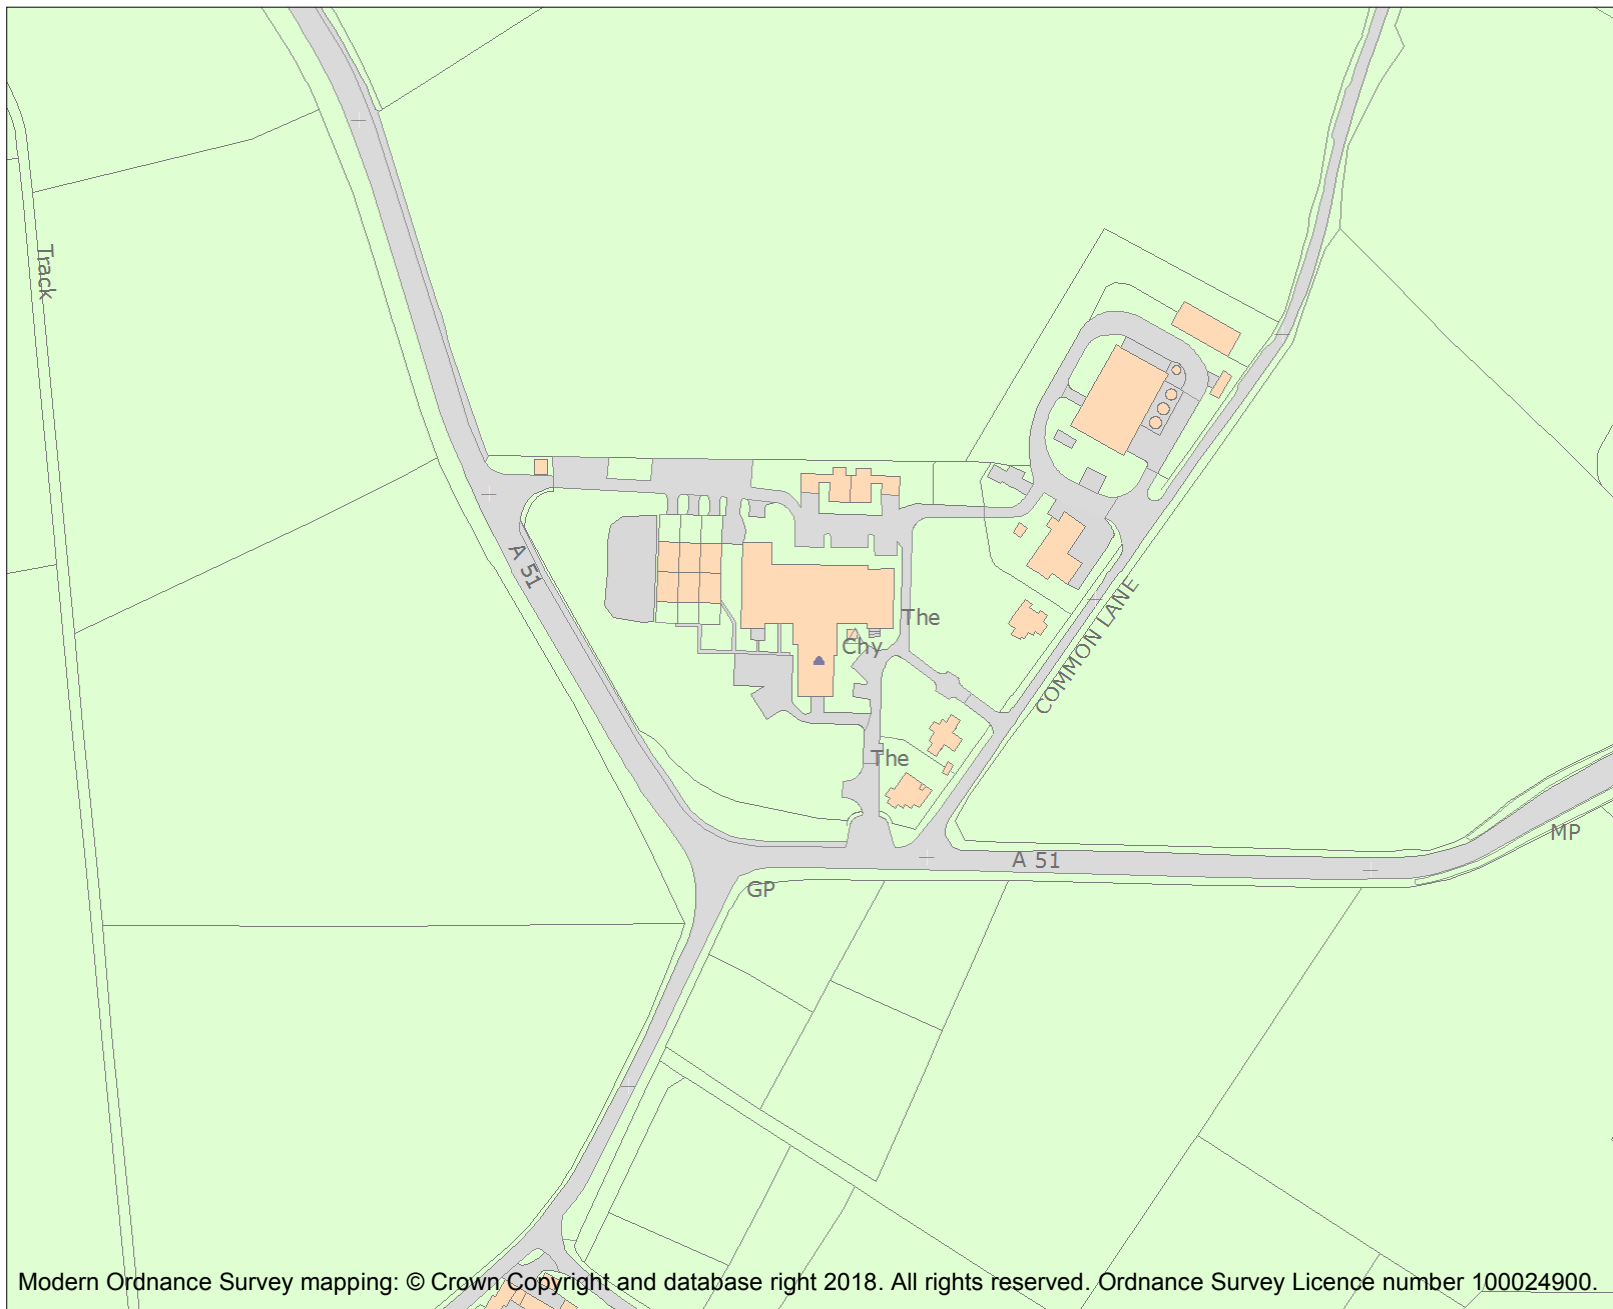 Track
A 51
The
Chy
COMMON LANE
The
MP
A 51
GP
Modern Ordnance Survey mapping: © Crown Copyright and database right 2018. All rights reserved. Ordnance Survey Licence number 100024900.